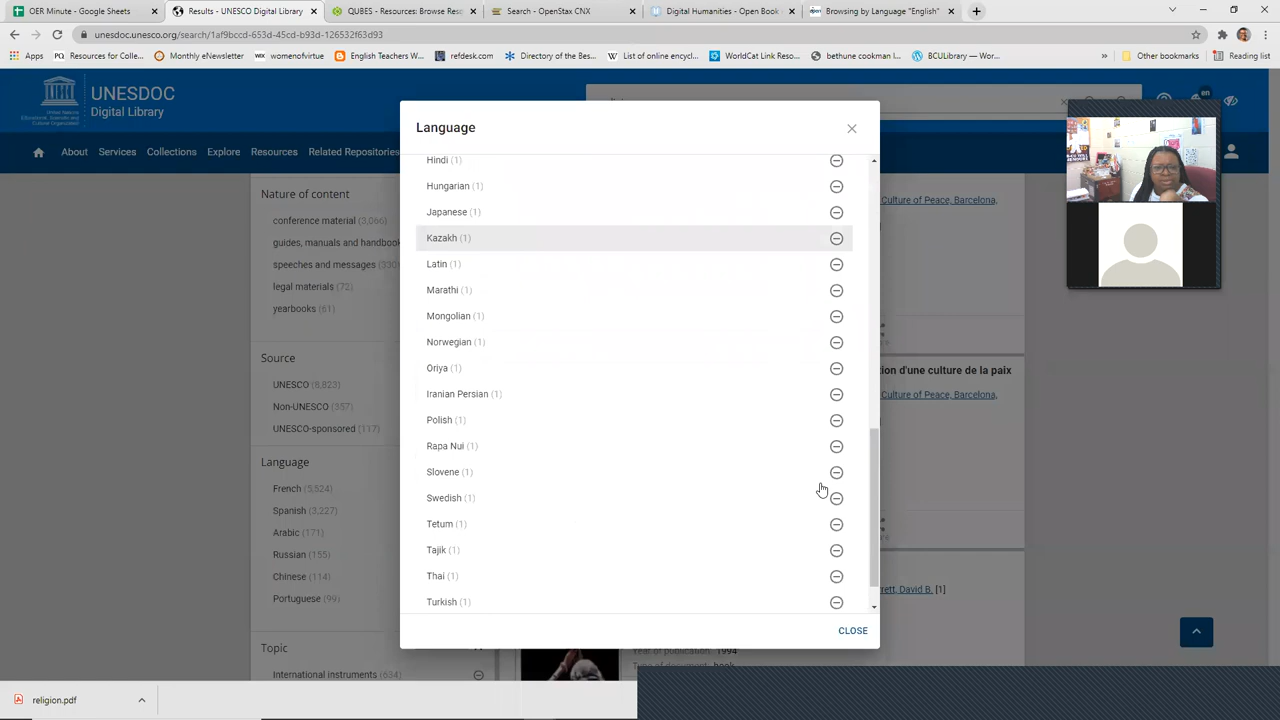 OER Minute - Google Sheets
Results - UNESCO Digital Library
QUBES - Resources: Browse Reso
Search - OpenStax CNX
Digital Humanities - Open Book
Browsing by Language "English"
unesdoc.unesco.org/search/1af9bccd-653d-45cd-b93d-126532f63d93
Apps
Resources for Colle...
Monthly eNewsletter
womenofvirtue
English Teachers W...
refdesk.com
Directory of the Bes...
List of online encycl...
WorldCat Link Reso...
bethune cookman l...
BCULibrary — Wor...
»
Other bookmarks
Reading list
UNESDOC
Digital Library
en
About
Services
Collections
Explore
Resources
Related Repositories
Nature of content
conference material (3,066)
guides, manuals and handbook
speeches and messages (330)
legal materials (72)
yearbooks (61)
Source
UNESCO (8,823)
Non-UNESCO (357)
UNESCO-sponsored (117)
Language
French (5,524)
Spanish (3,227)
Arabic (171)
Russian (155)
Chinese (114)
Portuguese (99)
Topic
International instruments (634)
Language
Hindi (1)
Hungarian (1)
Japanese (1)
Kazakh (1)
Latin (1)
Marathi (1)
Mongolian (1)
Norwegian (1)
Oriya (1)
Iranian Persian (1)
Polish (1)
Rapa Nui (1)
Slovene (1)
Swedish (1)
Tetum (1)
Tajik (1)
Thai (1)
Turkish (1)
CLOSE
Culture of Peace, Barcelona,
tion d'une culture de la paix
Culture of Peace, Barcelona,
rett, David B. [1]
Year of publication: 1994
Type of document: book
religion.pdf